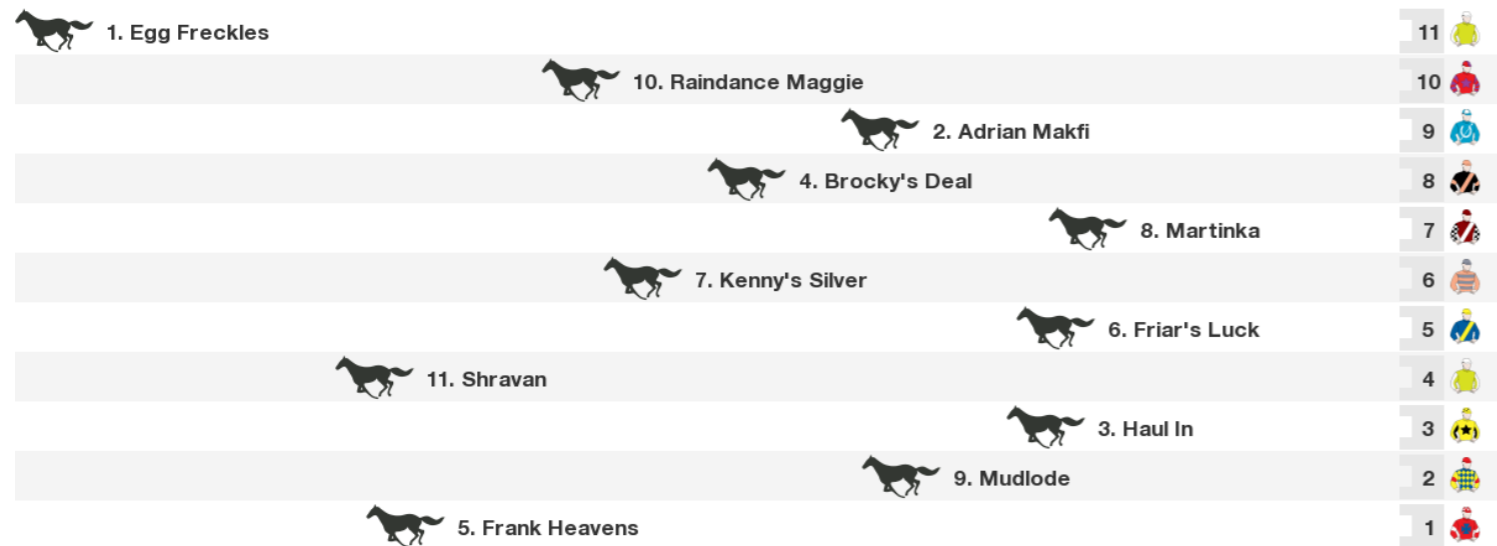 1. Egg Freckles 11
10. Raindance Maggie 10
2. Adrian Makfi 9
4. Brocky's Deal 8
8. Martinka 7
7. Kenny's Silver 6
6. Friar's Luck 5
11. Shravan 4
3. Haul In 3
9. Mudlode 2
5. Frank Heavens 1